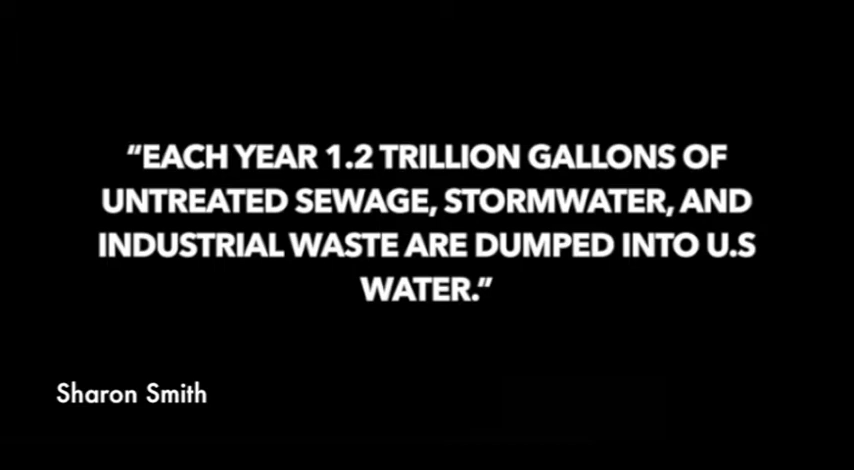 “EACH YEAR 1.2 TRILLION GALLONS OF
UNTREATED SEWAGE, STORMWATER, AND
INDUSTRIAL WASTE ARE DUMPED INTO U.S
WATER.”
Sharon Smith